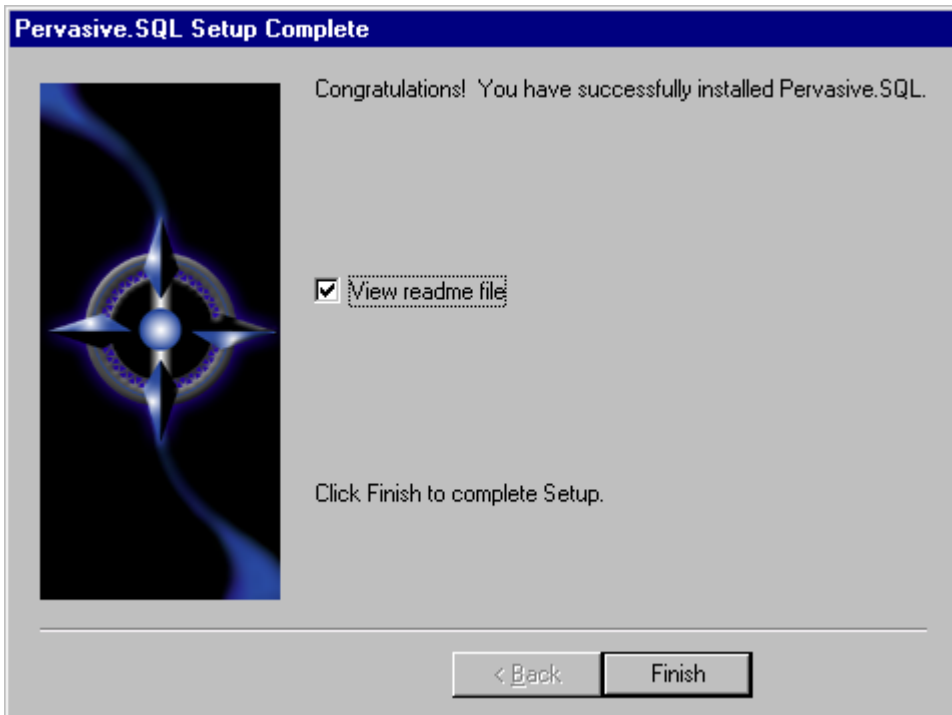 Pervasive.SQL Setup Complete
Congratulations!  You have successfully installed Pervasive.SQL.
View readme file
Click Finish to complete Setup.
< Back
Finish